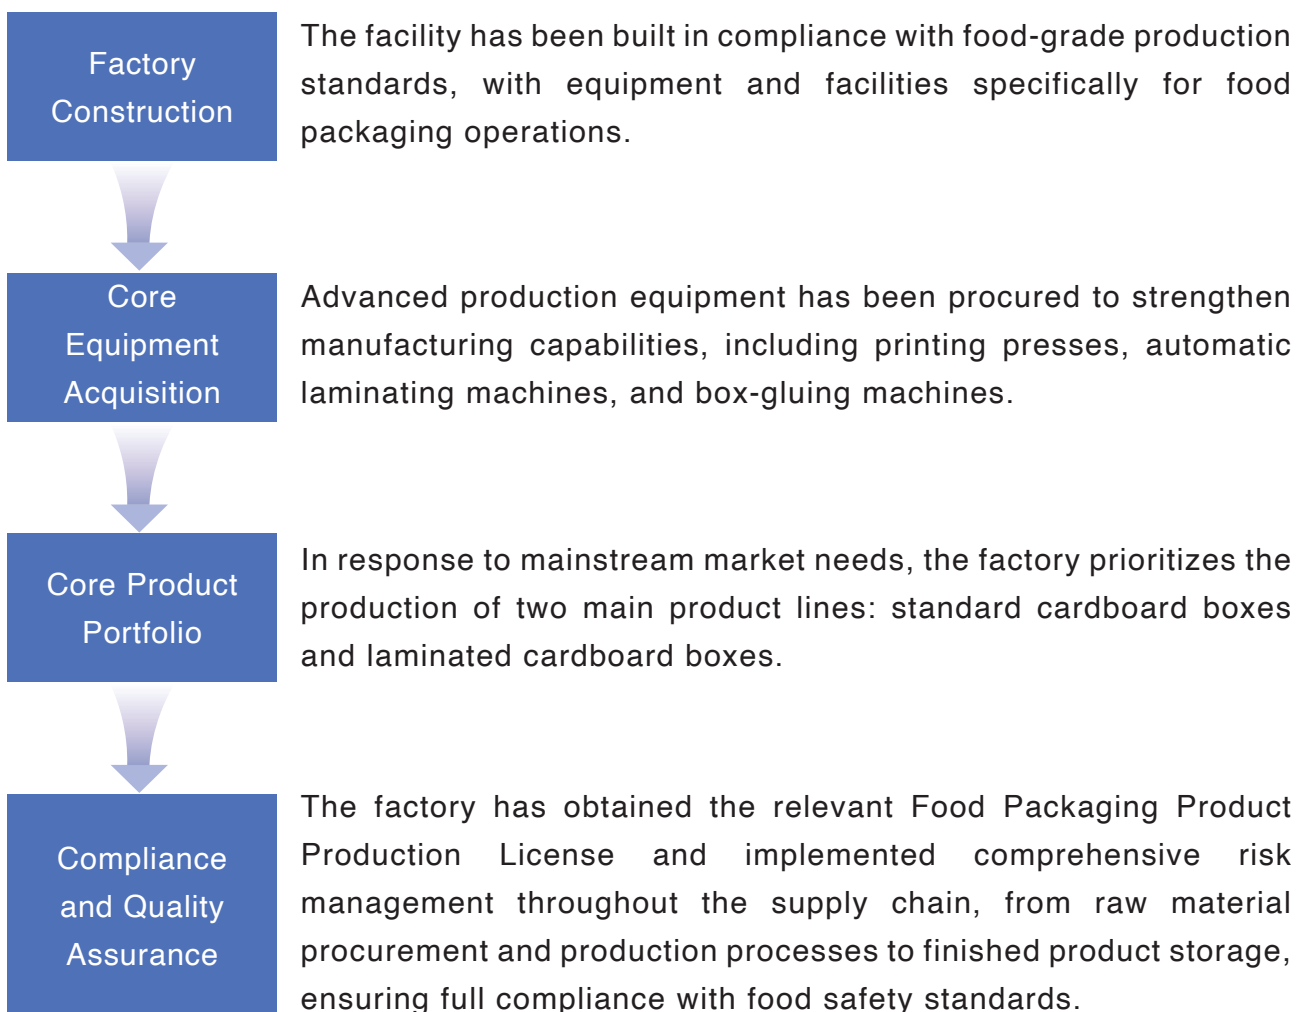 Factory
Construction
The facility has been built in compliance with food-grade production
standards, with equipment and facilities specifically for food
packaging operations.
Core
Equipment
Acquisition
Advanced production equipment has been procured to strengthen
manufacturing capabilities, including printing presses, automatic
laminating machines, and box-gluing machines.
Core Product
Portfolio
In response to mainstream market needs, the factory prioritizes the
production of two main product lines: standard cardboard boxes
and laminated cardboard boxes.
Compliance
and Quality
Assurance
The factory has obtained the relevant Food Packaging Product
Production License and implemented comprehensive risk
management throughout the supply chain, from raw material
procurement and production processes to finished product storage,
ensuring full compliance with food safety standards.